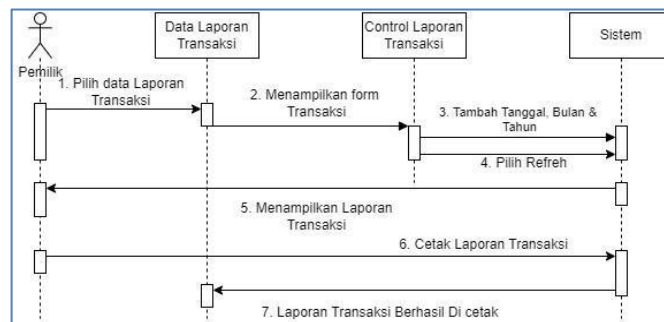 Data Laporan
Transaksi
Control Laporan
Transaksi
Sistem
Pemilik
1. Pilih data Laporan
Transaksi
2. Menampilkan form
Transaksi
3. Tambah Tanggal, Bulan &
Tahun
4. Pilih Refreh
5. Menampilkan Laporan
Transaksi
6. Cetak Laporan Transaksi
7. Laporan Transaksi Berhasil Di cetak